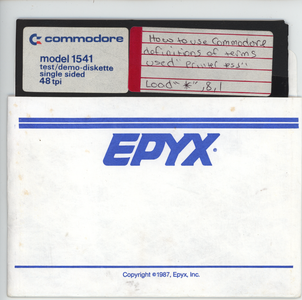 commodore
model 1541
test/demo-diskette
single sided
48 tpi
How to use Commodore
definitions of terms
used" Printer
Load"*",8,1
EPYX®
Copyright ©1987, Epyx, Inc.